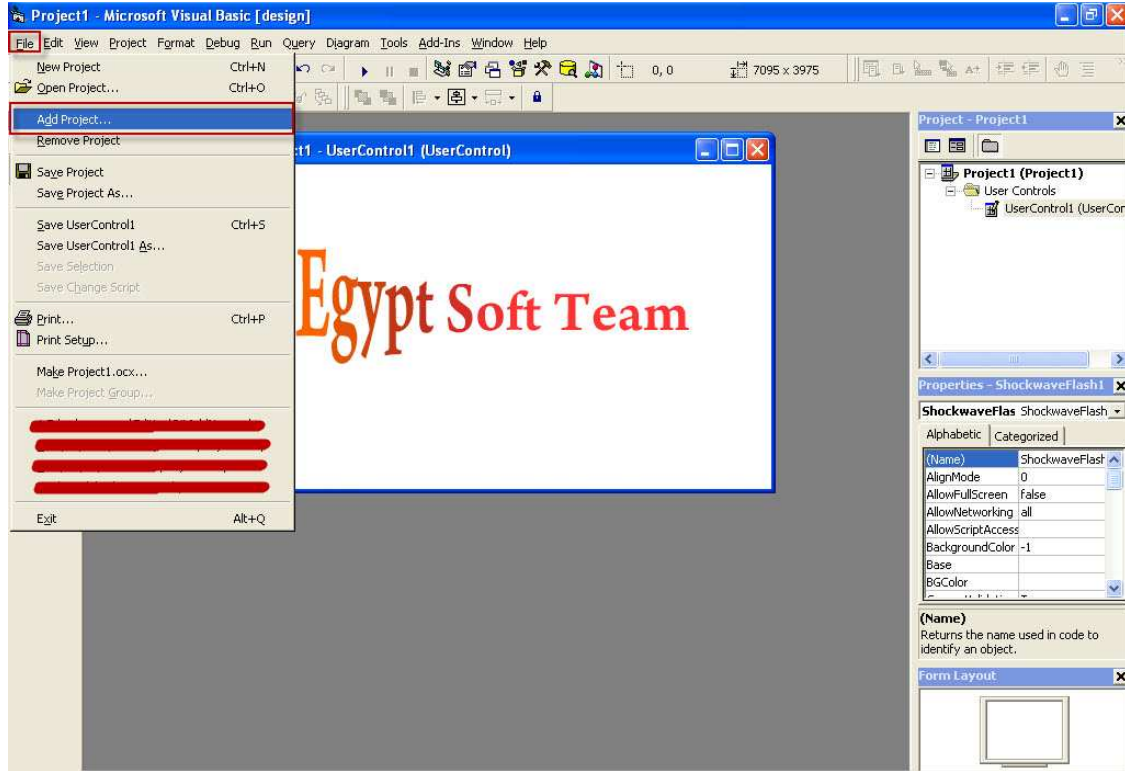 Project1 - Microsoft Visual Basic [design]
File Edit View Project Format Debug Run Query Diagram Tools Add-Ins Window Help
New Project Ctrl+N
0, 0 7095 x 3975
Open Project... Ctrl+O
Add Project...
Remove Project
Save Project
Save Project As...
Save UserControl1 Ctrl+S
Save UserControl1 As...
Save Selection
Save Change Script
Print... Ctrl+P
Print Setup...
Make Project1.ocx...
Make Project Group...
Exit Alt+Q
- UserControl1 (UserControl)
Egypt Soft Team
Project - Project1
Project1 (Project1)
User Controls
UserControl1 (UserCor
Properties - ShockwaveFlash1
ShockwaveFlas ShockwaveFlash
Alphabetic Categorized
(Name) ShockwaveFlash
AlignMode 0
AllowFullScreen false
AllowNetworking all
AllowScriptAccess
BackgroundColor -1
Base
BGColor
(Name)
Returns the name used in code to
identify an object.
Form Layout